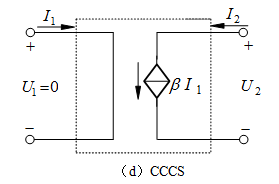 I₁ I₂
+ +
U₁=0 βI₁ U₂
− −
(d) CCCS